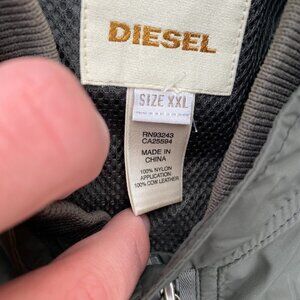 DIESEL
SIZE XXL
RN93243
CA25594
MADE IN
CHINA
100% NYLON
APPLICATION
100% COW LEATHER